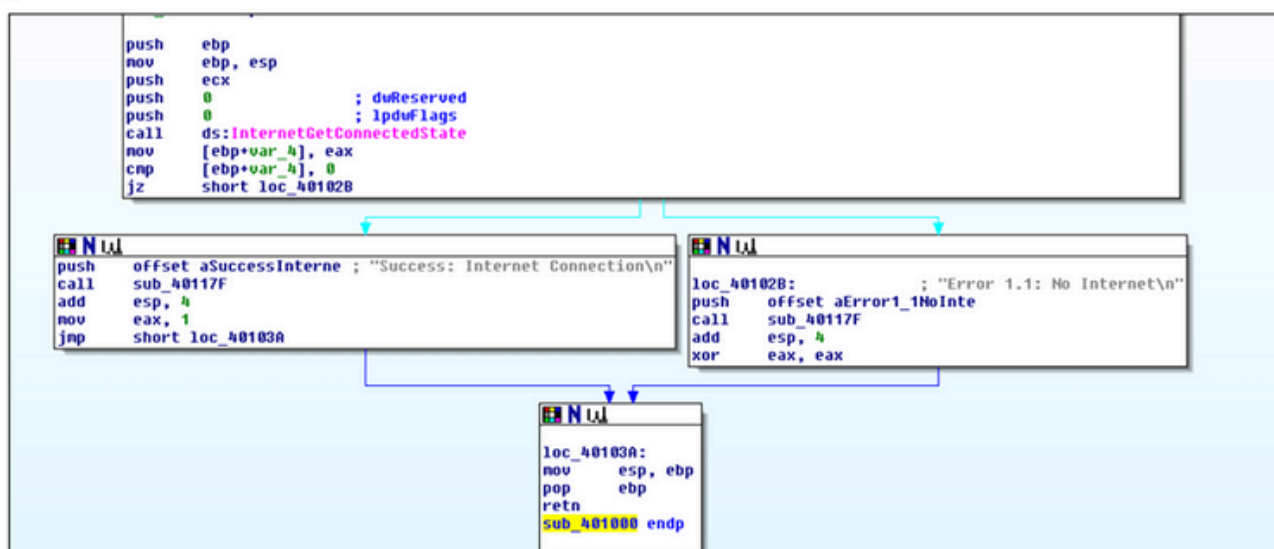 push ebp
mov ebp, esp
push ecx
push 0 ; dwReserved
push 0 ; lpdwFlags
call ds:InternetGetConnectedState
mov [ebp+var_4], eax
cmp [ebp+var_4], 0
jz short loc_40102B
push offset aSuccessInterne ; "Success: Internet Connection\n"
call sub_40117F
add esp, 4
mov eax, 1
jmp short loc_40103A
loc_40102B: ; "Error 1.1: No Internet\n"
push offset aError1_1NoInte
call sub_40117F
add esp, 4
xor eax, eax
loc_40103A:
mov esp, ebp
pop ebp
retn
sub_401000 endp